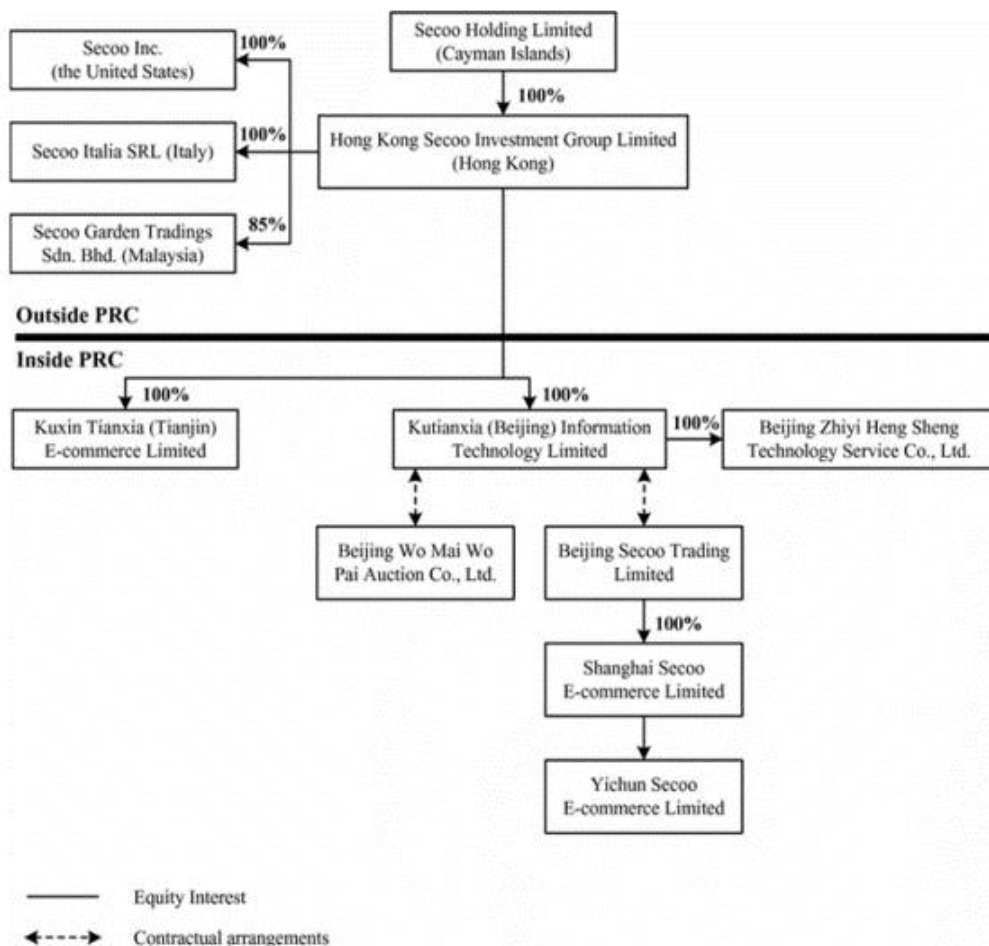 Secoo Holding Limited
(Cayman Islands)
100%
Secoo Inc.
(the United States)
100%
Hong Kong Secoo Investment Group Limited
(Hong Kong)
100%
Secoo Italia SRL (Italy)
85%
Secoo Garden Tradings
Sdn. Bhd. (Malaysia)
Outside PRC
Inside PRC
100%
100%
Kuxin Tianxia (Tianjin)
E-commerce Limited
Kutianxia (Beijing) Information
Technology Limited
100%
Beijing Zhiyi Heng Sheng
Technology Service Co., Ltd.
Beijing Wo Mai Wo
Pai Auction Co., Ltd.
Beijing Secoo Trading
Limited
100%
Shanghai Secoo
E-commerce Limited
Yichun Secoo
E-commerce Limited
Equity Interest
Contractual arrangements